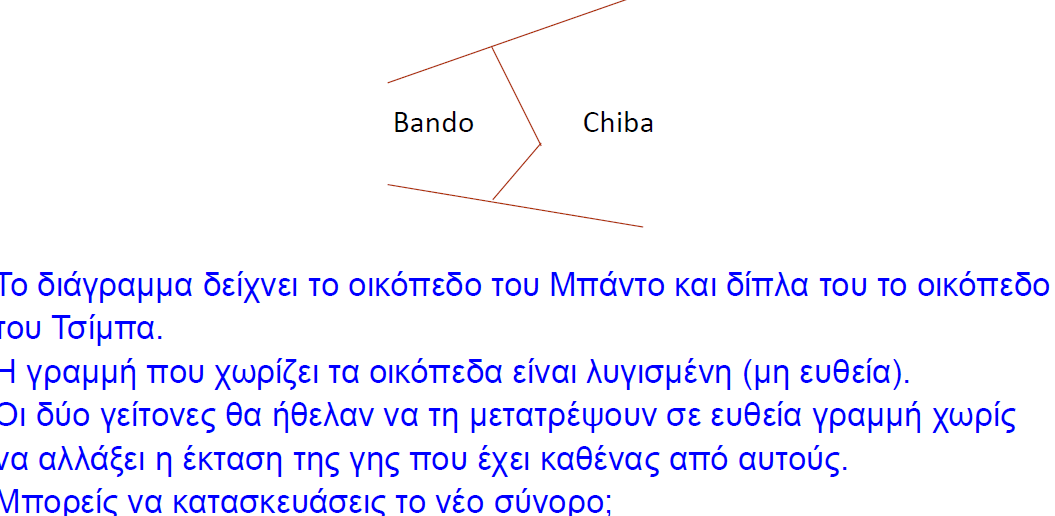 Bando Chiba
Το διάγραμμα δείχνει το οικόπεδο του Μπάντο και δίπλα του το οικόπεδο
του Τσίμπα.
Η γραμμή που χωρίζει τα οικόπεδα είναι λυγισμένη (μη ευθεία).
Οι δύο γείτονες θα ήθελαν να τη μετατρέψουν σε ευθεία γραμμή χωρίς
να αλλάξει η έκταση της γης που έχει καθένας από αυτούς.
Μπορείς να κατασκευάσεις το νέο σύνορο;